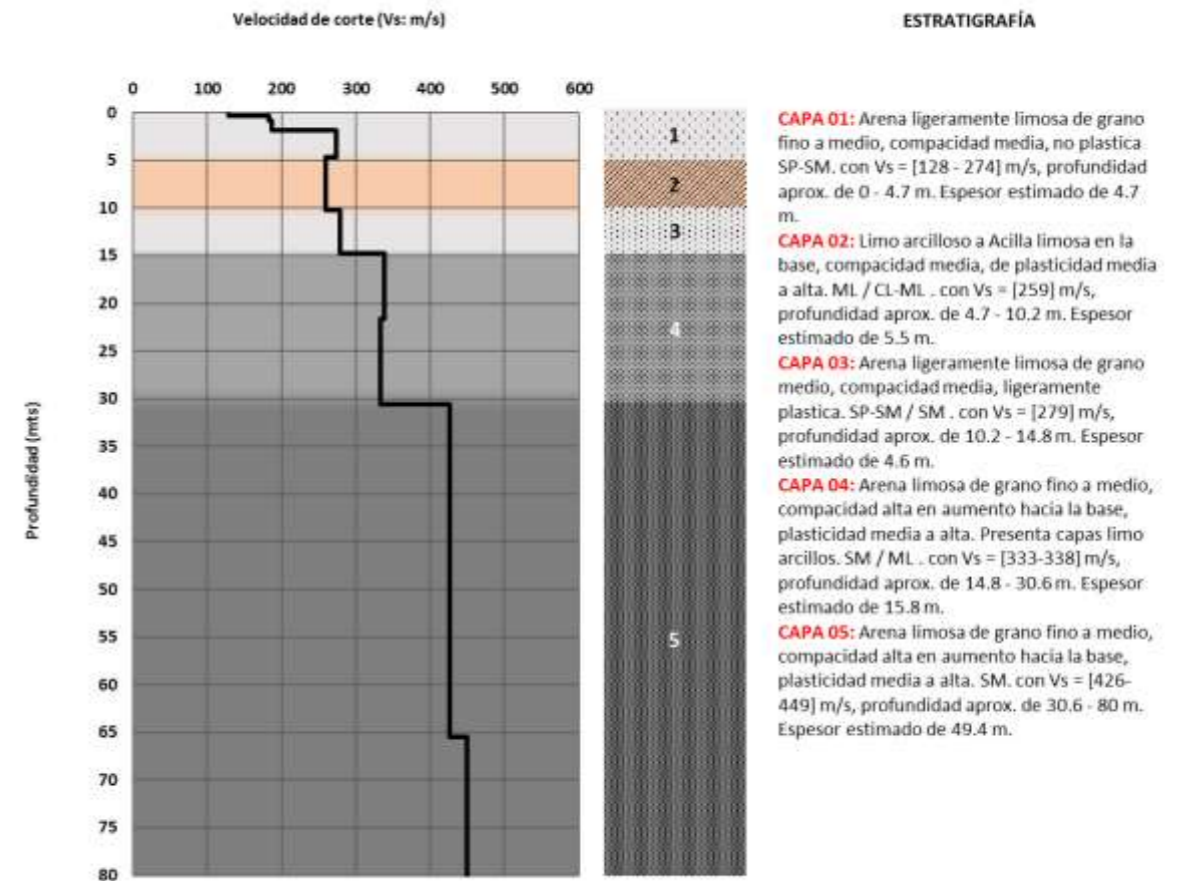 Velocidad de corte (Vs: m/s)
ESTRATIGRAFÍA
0 100 200 300 400 500 600
0
5
10
15
20
25
30
35
40
45
50
55
60
65
70
75
80
Profundidad (mts)
1
2
3
4
5
CAPA 01: Arena ligeramente limosa de grano
fino a medio, compacidad media, no plastica
SP-SM. con Vs = [128 - 274] m/s, profundidad
aprox. de 0 - 4.7 m. Espesor estimado de 4.7
m.
CAPA 02: Limo arcilloso a Acilla limosa en la
base, compacidad media, de plasticidad media
a alta. ML / CL-ML . con Vs = [259] m/s,
profundidad aprox. de 4.7 - 10.2 m. Espesor
estimado de 5.5 m.
CAPA 03: Arena ligeramente limosa de grano
medio, compacidad media, ligeramente
plastica. SP-SM / SM . con Vs = [279] m/s,
profundidad aprox. de 10.2 - 14.8 m. Espesor
estimado de 4.6 m.
CAPA 04: Arena limosa de grano fino a medio,
compacidad alta en aumento hacia la base,
plasticidad media a alta. Presenta capas limo
arcillos. SM / ML . con Vs = [333-338] m/s,
profundidad aprox. de 14.8 - 30.6 m. Espesor
estimado de 15.8 m.
CAPA 05: Arena limosa de grano fino a medio,
compacidad alta en aumento hacia la base,
plasticidad media a alta. SM. con Vs = [426-
449] m/s, profundidad aprox. de 30.6 - 80 m.
Espesor estimado de 49.4 m.